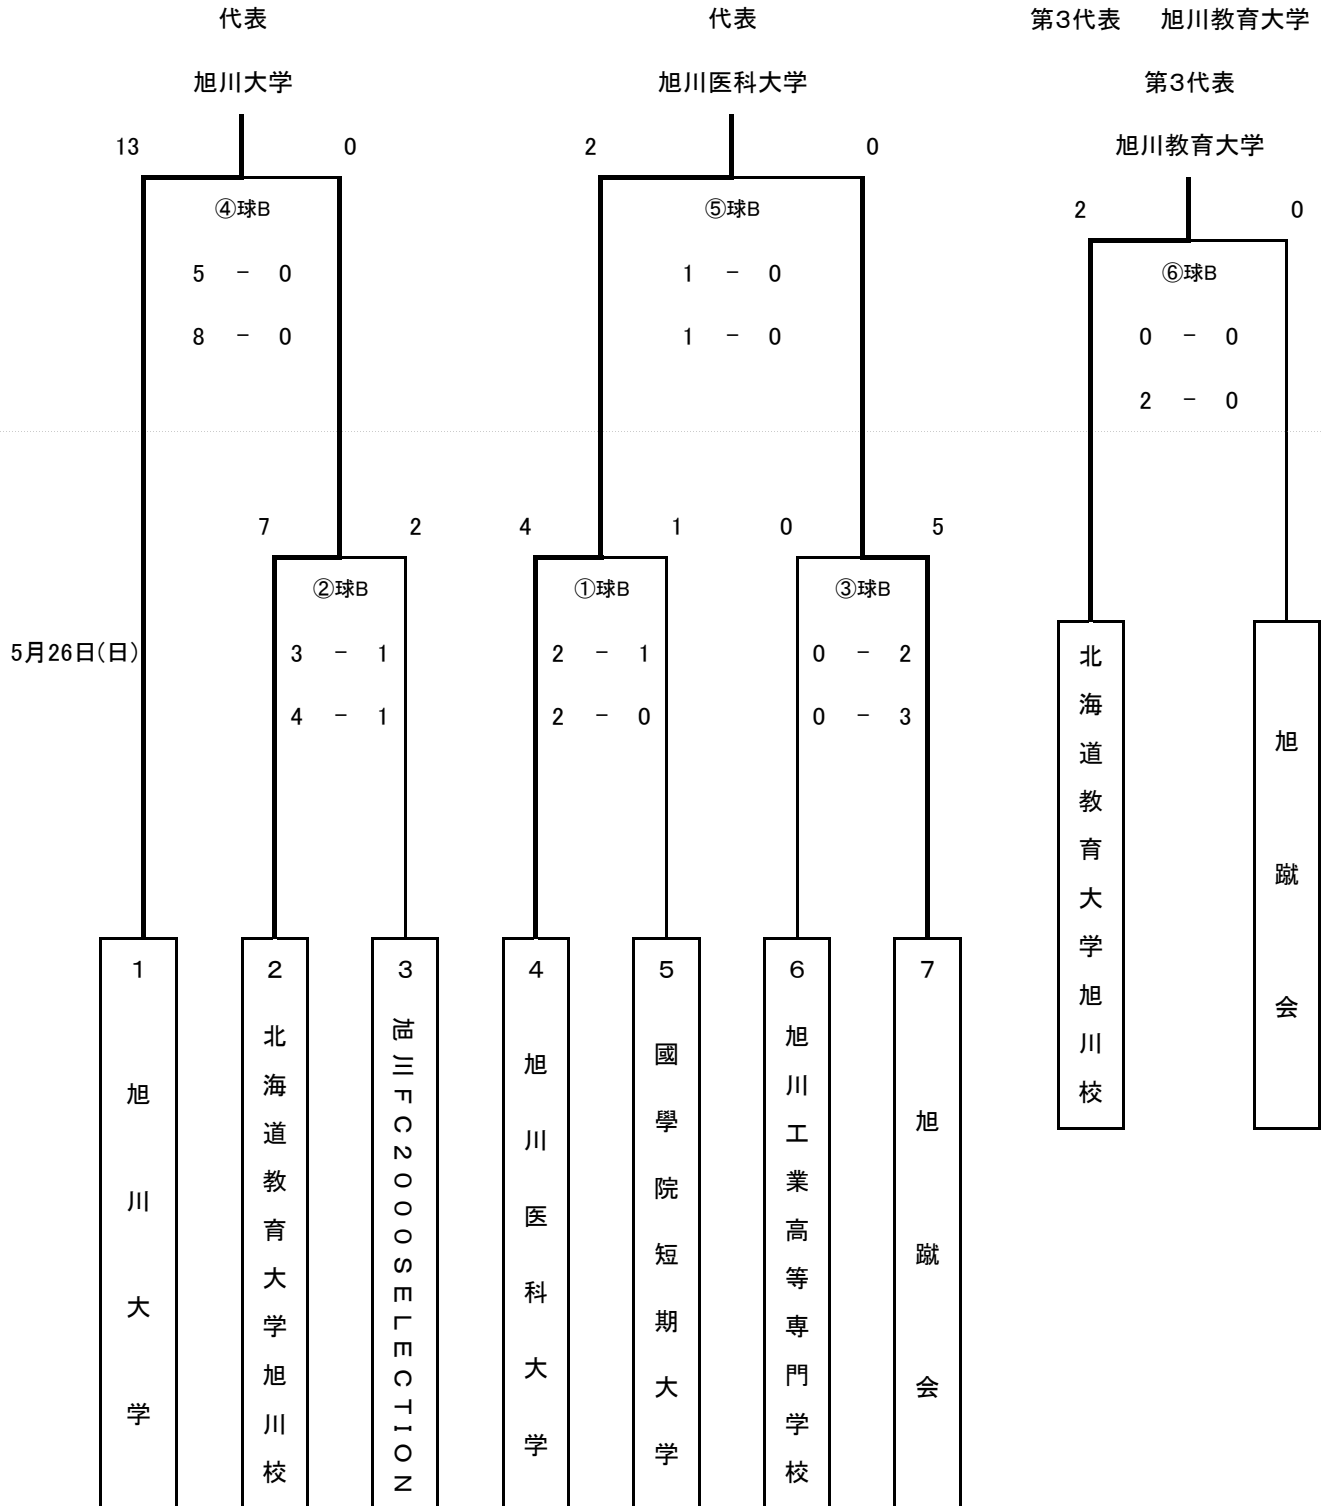 代表 代表 第3代表 旭川教育大学
旭川大学 旭川医科大学 第3代表
13 0 2 0 旭川教育大学
④球B ⑤球B 2 0
5 － 0 1 － 0 ⑥球B
8 － 0 1 － 0 0 － 0
2 － 0
7 2 4 1 0 5
②球B ①球B ③球B
5月26日(日) 3 － 1 2 － 1 0 － 2
4 － 1 2 － 0 0 － 3
北海道教育大学旭川校
旭蹴会
1 旭川大学
2 北海道教育大学旭川校
3 旭川FC2000SELECTION
4 旭川医科大学
5 國學院短期大学
6 旭川工業高等専門学校
7 旭蹴会